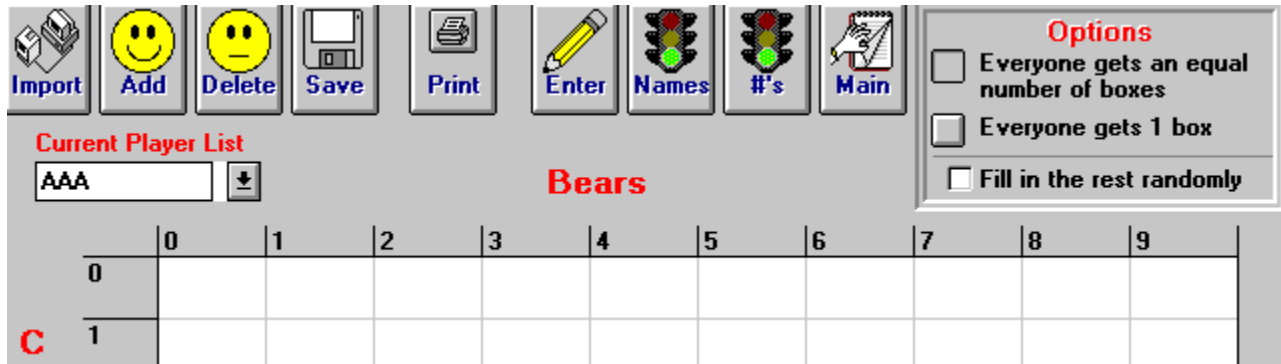 Import Add Delete Save Print Enter Names #'s Main
Options
Everyone gets an equal
number of boxes
Everyone gets 1 box
Fill in the rest randomly
Current Player List
AAA
Bears
0 1 2 3 4 5 6 7 8 9
0
C 1